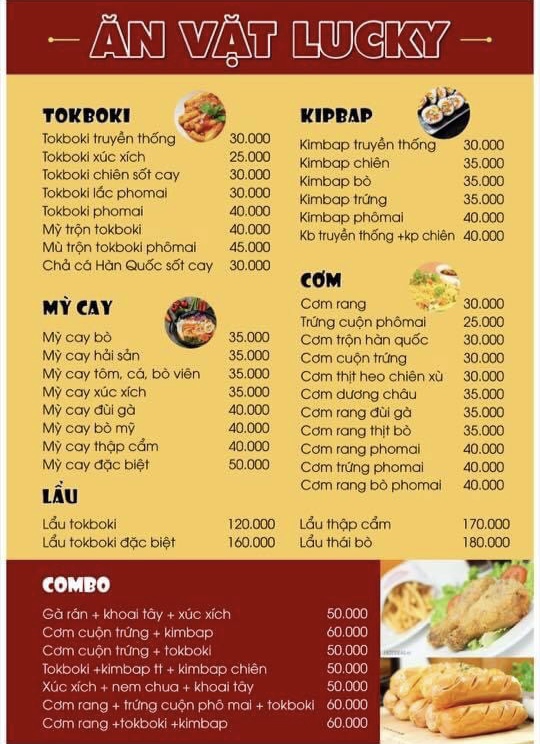 ĂN VẶT LUCKY
TOKBOKI
Tokboki truyền thống 30.000
Tokboki xúc xích 25.000
Tokboki chiên sốt cay 30.000
Tokboki lắc phomai 30.000
Tokboki phomai 40.000
Mỳ trộn tokboki 40.000
Mù trộn tokboki phômai 45.000
Chả cá Hàn Quốc sốt cay 30.000
MỲ CAY
Mỳ cay bò 35.000
Mỳ cay hải sản 35.000
Mỳ cay tôm, cá, bò viên 35.000
Mỳ cay xúc xích 35.000
Mỳ cay đùi gà 40.000
Mỳ cay bò mỹ 40.000
Mỳ cay thập cẩm 40.000
Mỳ cay đặc biệt 50.000
KIPBAP
Kimbap truyền thống 30.000
Kimbap chiên 35.000
Kimbap bò 35.000
Kimbap trứng 35.000
Kimbap phômai 40.000
Kb truyền thống +kp chiên 40.000
CƠM
Cơm rang 30.000
Trứng cuộn phômai 25.000
Cơm trộn hàn quốc 30.000
Cơm cuộn trứng 30.000
Cơm thịt heo chiên xù 30.000
Cơm dương châu 35.000
Cơm rang đùi gà 35.000
Cơm rang thịt bò 35.000
Cơm rang phomai 40.000
Cơm trứng phomai 40.000
Cơm rang bò phomai 40.000
LẨU
Lẩu tokboki 120.000
Lẩu tokboki đặc biệt 160.000
Lẩu thập cẩm 170.000
Lẩu thái bò 180.000
COMBO
Gà rán + khoai tây + xúc xích 50.000
Cơm cuộn trứng + kimbap 60.000
Cơm cuộn trứng + tokboki 50.000
Tokboki +kimbap tt + kimbap chiên 50.000
Xúc xích + nem chua + khoai tây 50.000
Cơm rang + trứng cuộn phô mai + tokboki 60.000
Cơm rang +tokboki +kimbap 60.000